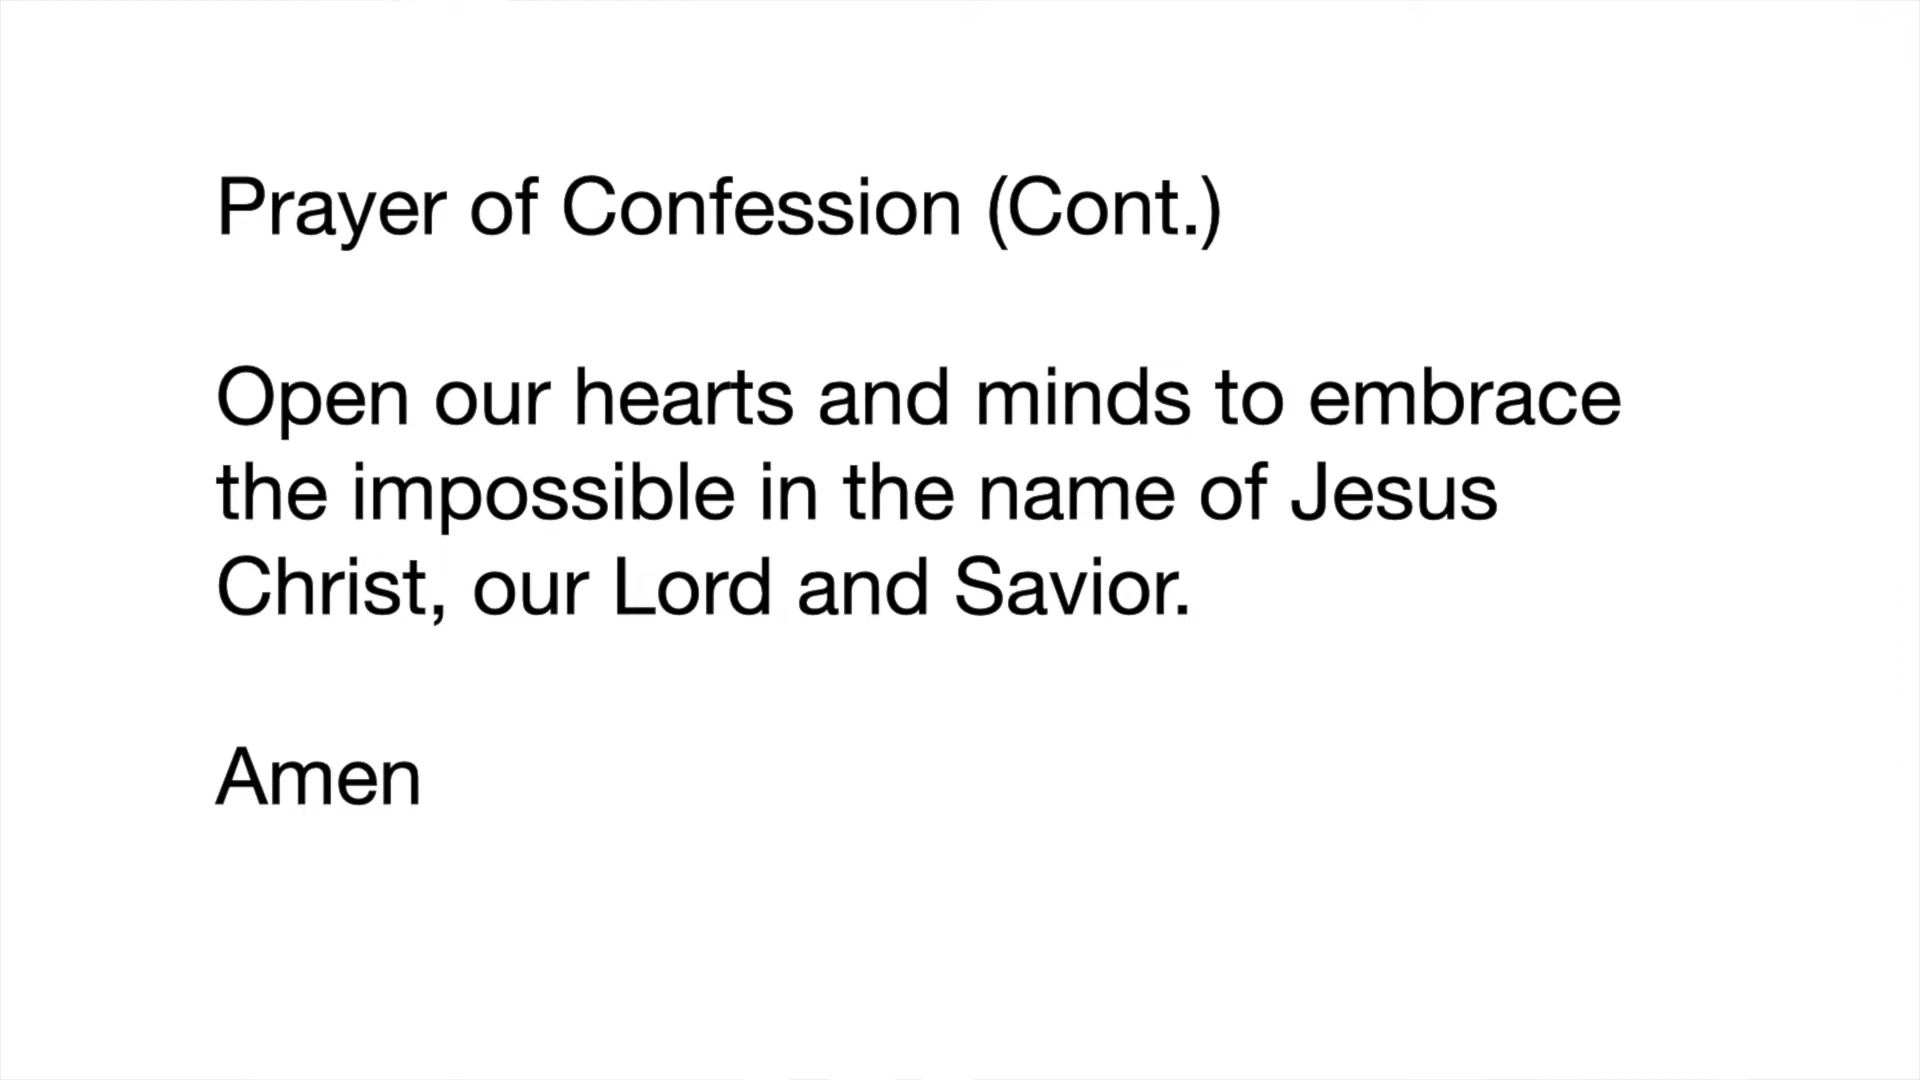 Prayer of Confession (Cont.)
Open our hearts and minds to embrace
the impossible in the name of Jesus
Christ, our Lord and Savior.
Amen